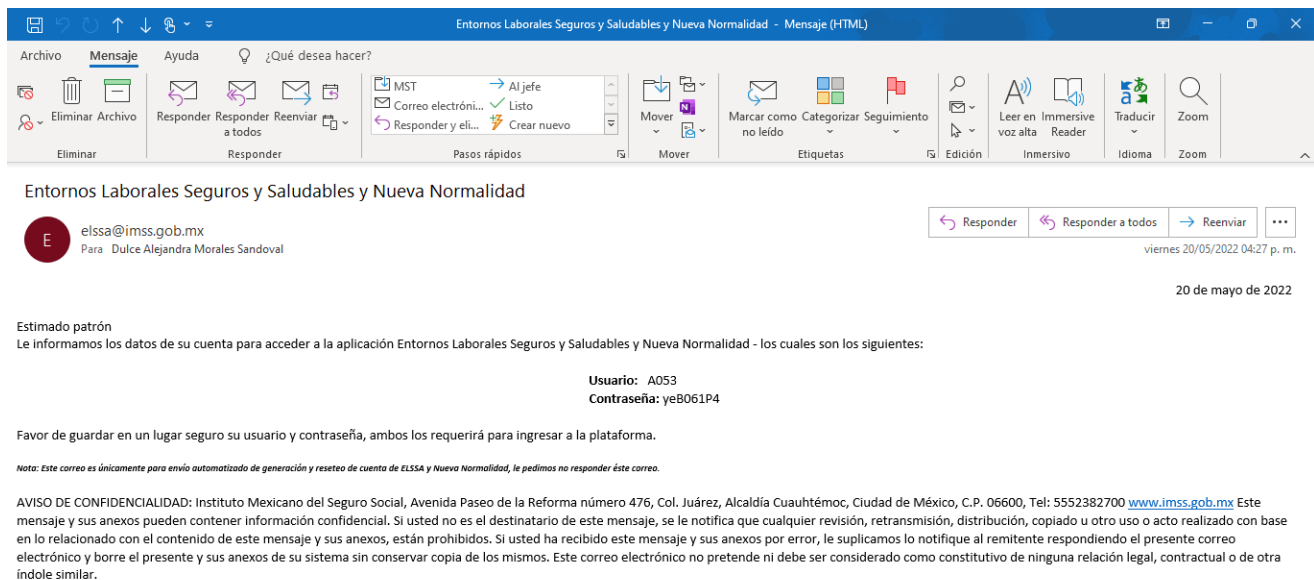 Entornos Laborales Seguros y Saludables y Nueva Normalidad - Mensaje (HTML)
Archivo Mensaje Ayuda ¿Qué desea hacer?
Eliminar Archivo
Responder Responder a todos Reenviar
MST Al jefe
Correo electróni... Listo
Responder y eli... Crear nuevo
Mover
Marcar como no leído Categorizar Seguimiento
Leer en voz alta Immersive Reader
Traducir
Zoom
Eliminar Responder Pasos rápidos Mover Etiquetas Edición Inmersivo Idioma Zoom
Entornos Laborales Seguros y Saludables y Nueva Normalidad
E
elssa@imss.gob.mx
Para Dulce Alejandra Morales Sandoval
Responder Responder a todos Reenviar
viernes 20/05/2022 04:27 p. m.
20 de mayo de 2022
Estimado patrón
Le informamos los datos de su cuenta para acceder a la aplicación Entornos Laborales Seguros y Saludables y Nueva Normalidad - los cuales son los siguientes:
Usuario: A053
Contraseña: yeB061P4
Favor de guardar en un lugar seguro su usuario y contraseña, ambos los requerirá para ingresar a la plataforma.
Nota: Este correo es únicamente para envío automatizado de generación y reseteo de cuenta de ELSSA y Nueva Normalidad, le pedimos no responder éste correo.
AVISO DE CONFIDENCIALIDAD: Instituto Mexicano del Seguro Social, Avenida Paseo de la Reforma número 476, Col. Juárez, Alcaldía Cuauhtémoc, Ciudad de México, C.P. 06600, Tel: 5552382700 www.imss.gob.mx Este
mensaje y sus anexos pueden contener información confidencial. Si usted no es el destinatario de este mensaje, se le notifica que cualquier revisión, retransmisión, distribución, copiado u otro uso o acto realizado con base
en lo relacionado con el contenido de este mensaje y sus anexos, están prohibidos. Si usted ha recibido este mensaje y sus anexos por error, le suplicamos lo notifique al remitente respondiendo el presente correo
electrónico y borre el presente y sus anexos de su sistema sin conservar copia de los mismos. Este correo electrónico no pretende ni debe ser considerado como constitutivo de ninguna relación legal, contractual o de otra
índole similar.